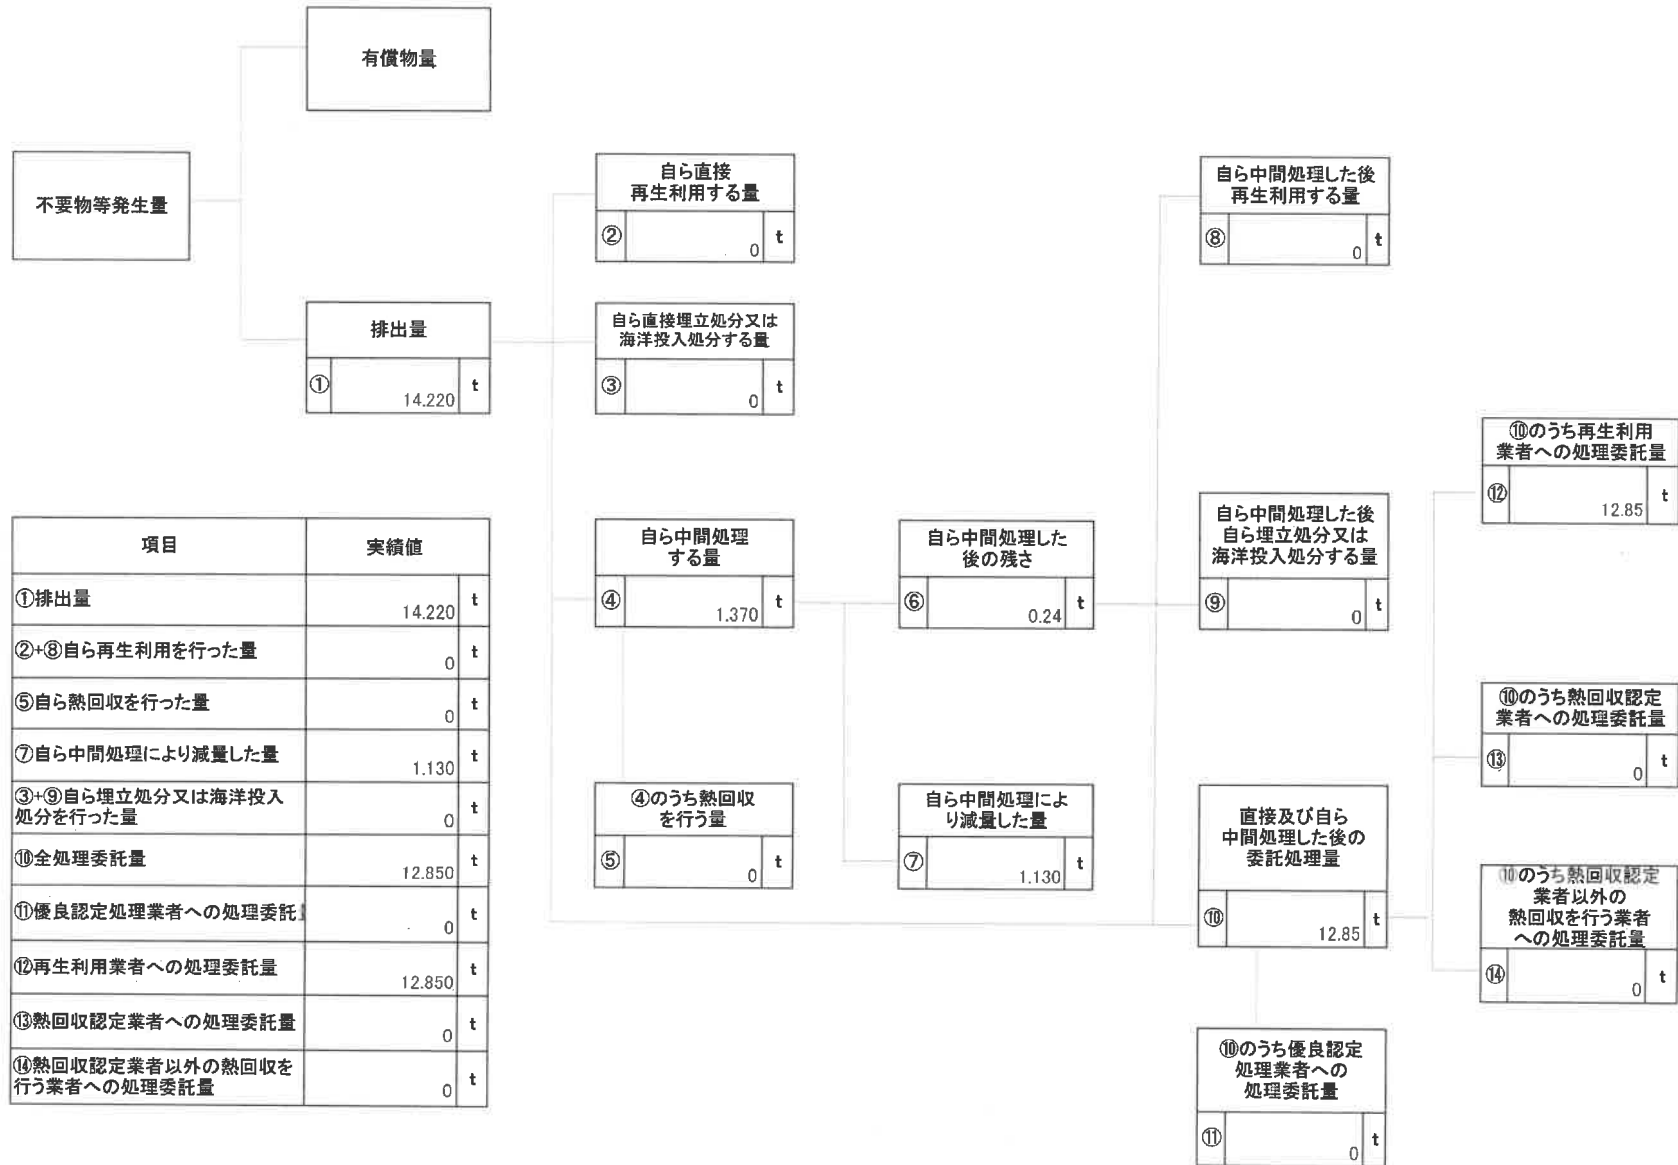 有償物量
不要物等発生量
排出量
①
14.220
t
自ら直接
再生利用する量
②
0
t
自ら直接埋立処分又は
海洋投入処分する量
③
0
t
自ら中間処理
する量
④
1.370
t
④のうち熱回収
を行う量
⑤
0
t
自ら中間処理した
後の残さ
⑥
0.24
t
自ら中間処理によ
り減量した量
⑦
1.130
t
自ら中間処理した後
再生利用する量
⑧
0
t
自ら中間処理した後
自ら埋立処分又は
海洋投入処分する量
⑨
0
t
直接及び自ら
中間処理した後の
委託処理量
⑩
12.85
t
⑩のうち優良認定
処理業者への
処理委託量
⑪
0
t
⑩のうち再生利用
業者への処理委託量
⑫
12.85
t
⑩のうち熱回収認定
業者への処理委託量
⑬
0
t
⑩のうち熱回収認定
業者以外の
熱回収を行う業者
への処理委託量
⑭
0
t
項目 実績値
①排出量 14.220 t
②+⑧自ら再生利用を行った量 0 t
⑤自ら熱回収を行った量 0 t
⑦自ら中間処理により減量した量 1.130 t
③+⑨自ら埋立処分又は海洋投入
処分を行った量 0 t
⑩全処理委託量 12.850 t
⑪優良認定処理業者への処理委託 0 t
⑫再生利用業者への処理委託量 12.850 t
⑬熱回収認定業者への処理委託量 0 t
⑭熱回収認定業者以外の熱回収を
行う業者への処理委託量 0 t